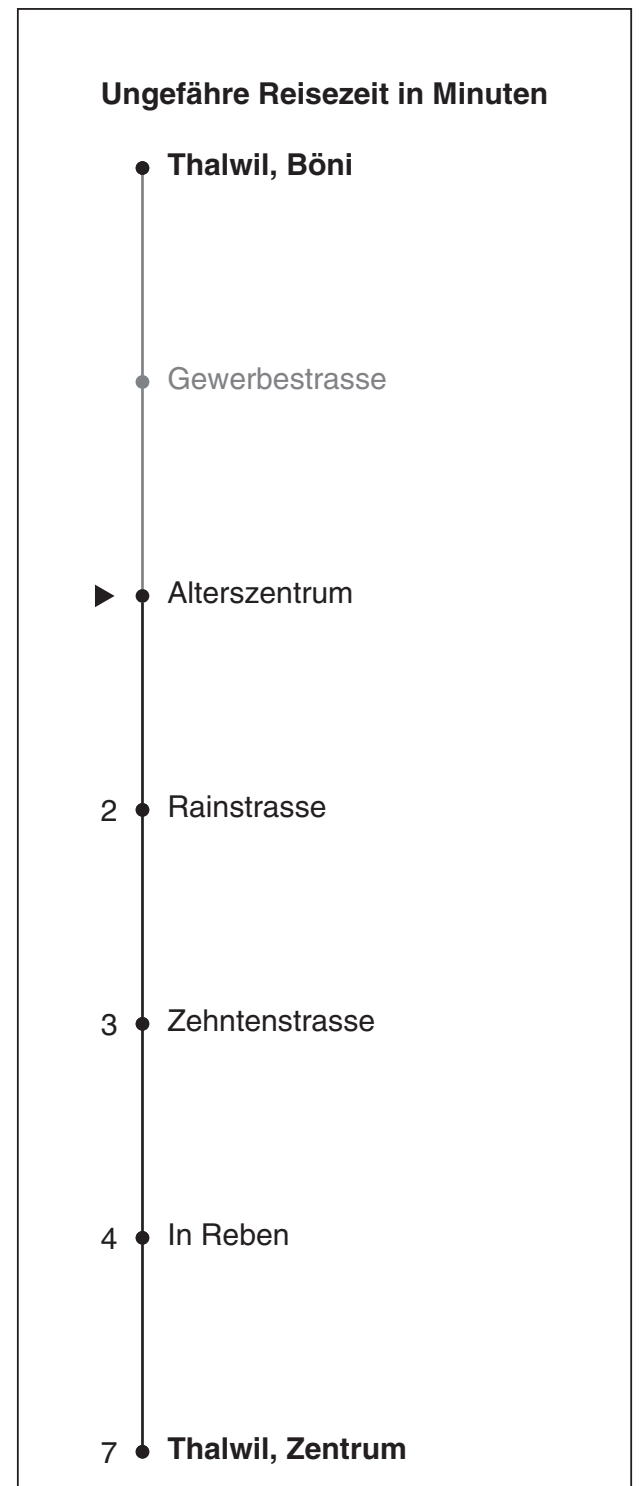 Ungefähre Reisezeit in Minuten
Thalwil, Böni
Gewerbestrasse
Alterszentrum
2 Rainstrasse
3 Zehntenstrasse
4 In Reben
7 Thalwil, Zentrum